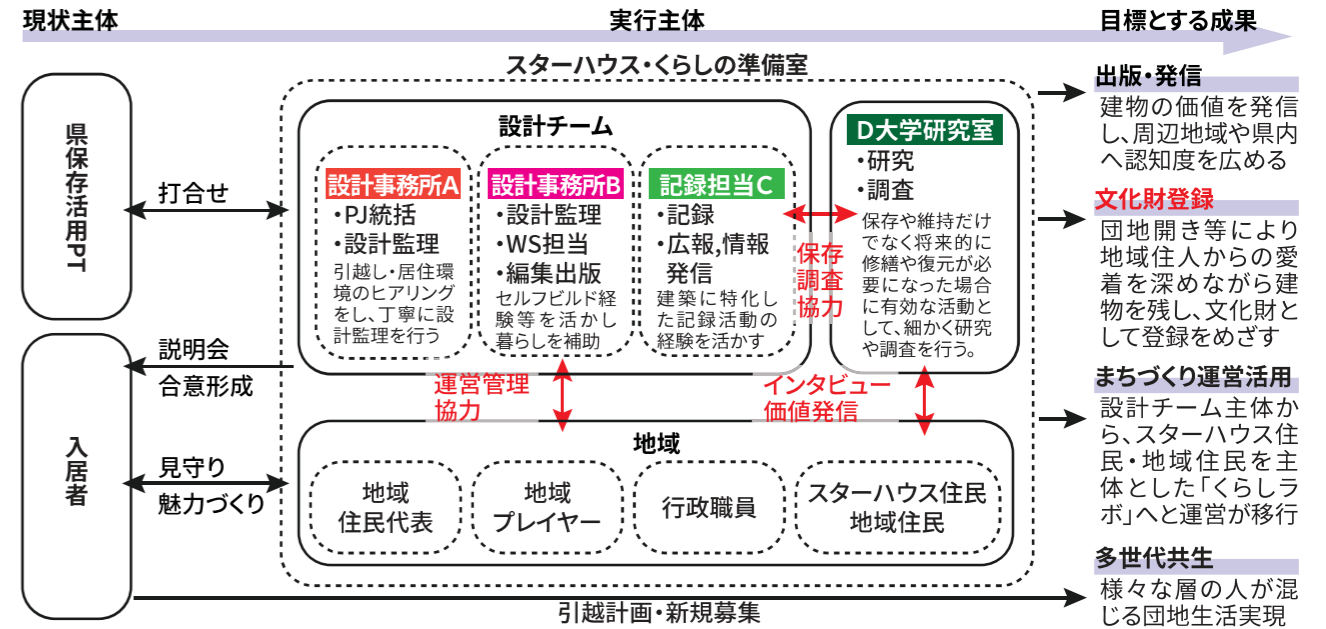 現状主体
実行主体
目標とする成果
スターハウス・くらしの準備室
県保存活用PT
打合せ
入居者
説明会
合意形成
見守り
魅力づくり
設計チーム
設計事務所A
・PJ統括
・設計監理
引越し・居住環
境のヒアリング
をし、丁寧に設
計監理を行う
設計事務所B
・設計監理
・WS担当
・編集出版
セルフビルド経
験等を活かし
暮らしを補助
記録担当C
・記録
・広報,情報
発信
建築に特化し
た記録活動の
経験を活かす
保存
調査
協力
D大学研究室
・研究
・調査
保存や維持だけ
でなく将来的に
修繕や復元が必
要になった場合
に有効な活動と
して、細かく研究
や調査を行う。
運営管理
協力
インタビュー
価値発信
地域
地域
住民代表
地域
プレイヤー
行政職員
スターハウス住民
地域住民
引越計画・新規募集
出版・発信
建物の価値を発信
し、周辺地域や県内
へ認知度を広める
文化財登録
団地開き等により
地域住人からの愛
着を深めながら建
物を残し、文化財と
して登録をめざす
まちづくり運営活用
設計チーム主体か
ら、スターハウス住
民・地域住民を主
体とした「くらしラ
ボ」へと運営が移行
多世代共生
様々な層の人が混
じる団地生活実現